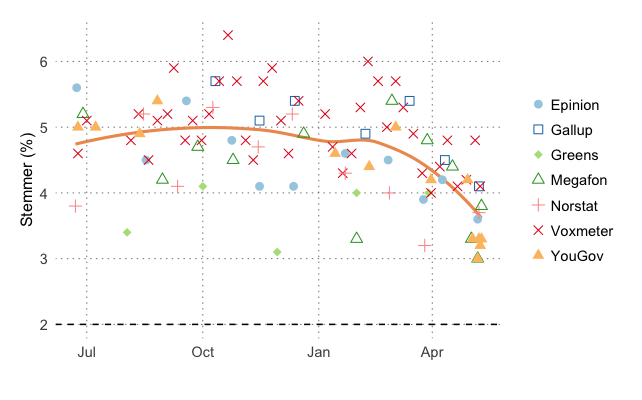 Stemmer (%)
6
5
4
3
2
Jul Oct Jan Apr
Epinion
Gallup
Greens
Megafon
Norstat
Voxmeter
YouGov